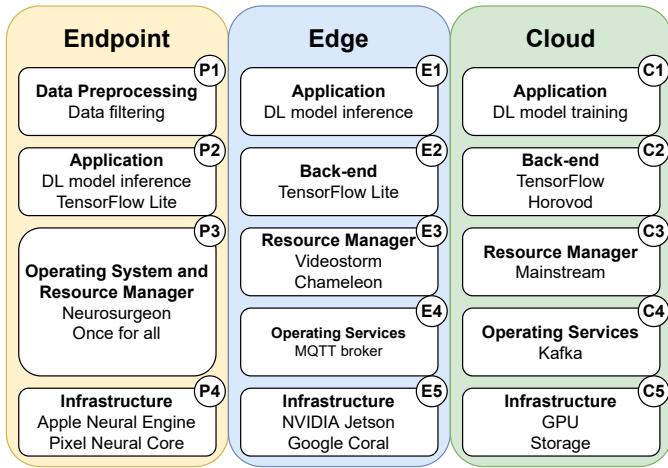 Endpoint
P1
Data Preprocessing
Data filtering
P2
Application
DL model inference
TensorFlow Lite
P3
Operating System and
Resource Manager
Neurosurgeon
Once for all
P4
Infrastructure
Apple Neural Engine
Pixel Neural Core
Edge
E1
Application
DL model inference
E2
Back-end
TensorFlow Lite
E3
Resource Manager
Videostorm
Chameleon
E4
Operating Services
MQTT broker
E5
Infrastructure
NVIDIA Jetson
Google Coral
Cloud
C1
Application
DL model training
C2
Back-end
TensorFlow
Horovod
C3
Resource Manager
Mainstream
C4
Operating Services
Kafka
C5
Infrastructure
GPU
Storage